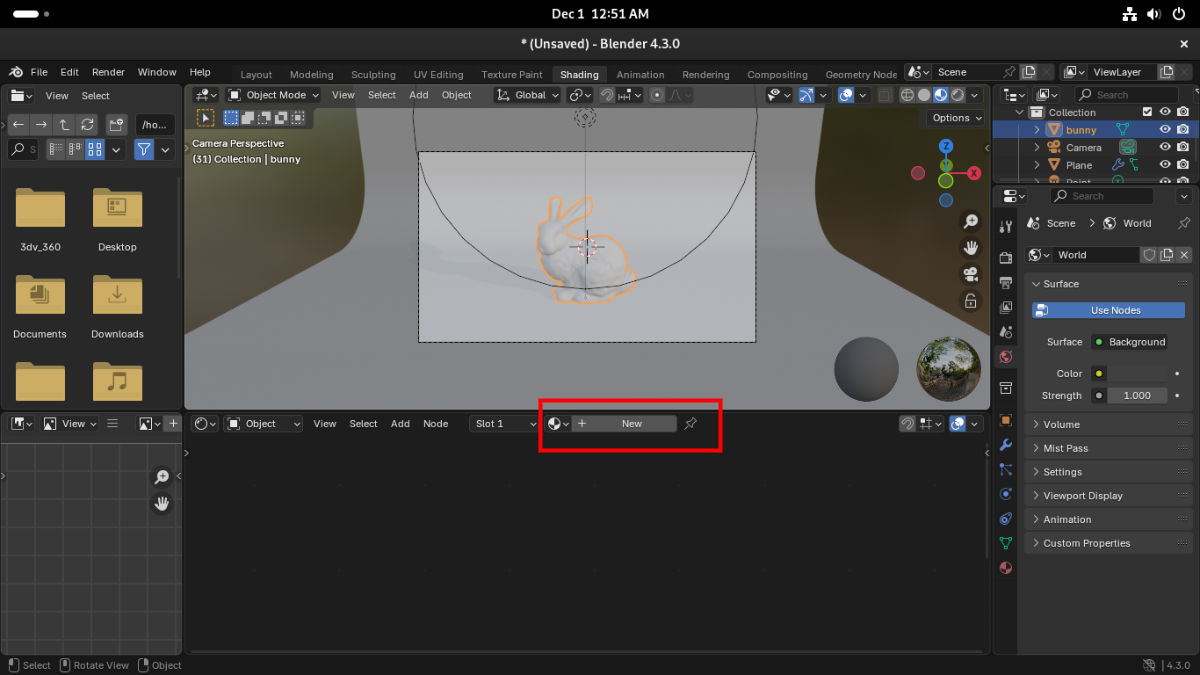 Dec 1 12:51 AM
* (Unsaved) - Blender 4.3.0
File Edit Render Window Help Layout Modeling Sculpting UV Editing Texture Paint Shading Animation Rendering Compositing Geometry Node Scene ViewLayer
View Select Object Mode View Select Add Object Global Search
/ho...
Options
Camera Perspective
(31) Collection | bunny
Collection
bunny
Camera
Plane
Point
Z
X
Search
Scene World
World
Surface
Use Nodes
Surface Background
Color
Strength 1.000
Volume
Mist Pass
Settings
Viewport Display
Animation
Custom Properties
3dv_360 Desktop
Documents Downloads
View Object View Select Add Node Slot 1 New
Select Rotate View Object 4.3.0